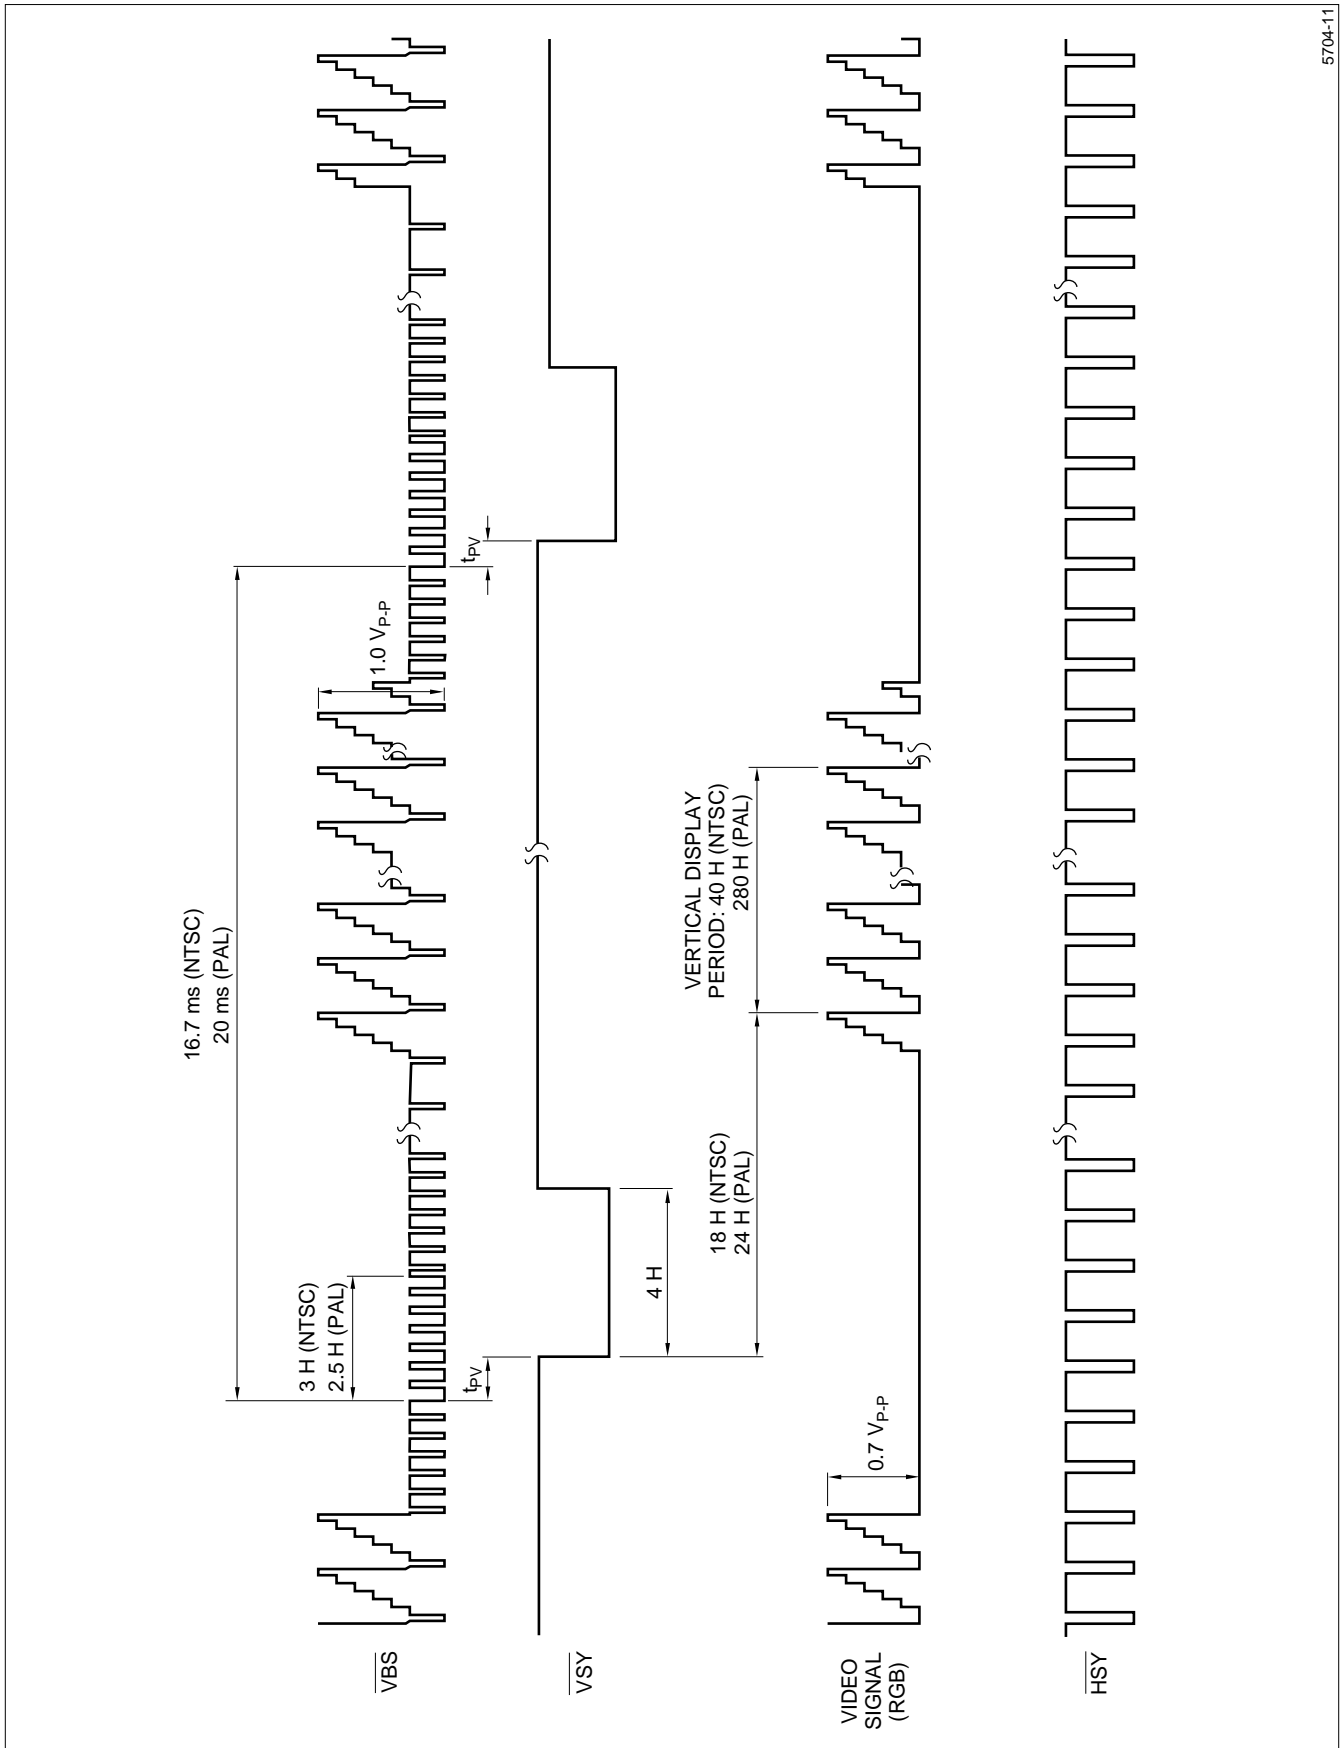 16.7 ms (NTSC)
20 ms (PAL)
3 H (NTSC)
2.5 H (PAL)
1.0 VP-P
VBS
tPV
tPV
VSY
4 H
VERTICAL DISPLAY
PERIOD: 40 H (NTSC)
280 H (PAL)
18 H (NTSC)
24 H (PAL)
0.7 VP-P
VIDEO
SIGNAL
(RGB)
HSY
5704-11